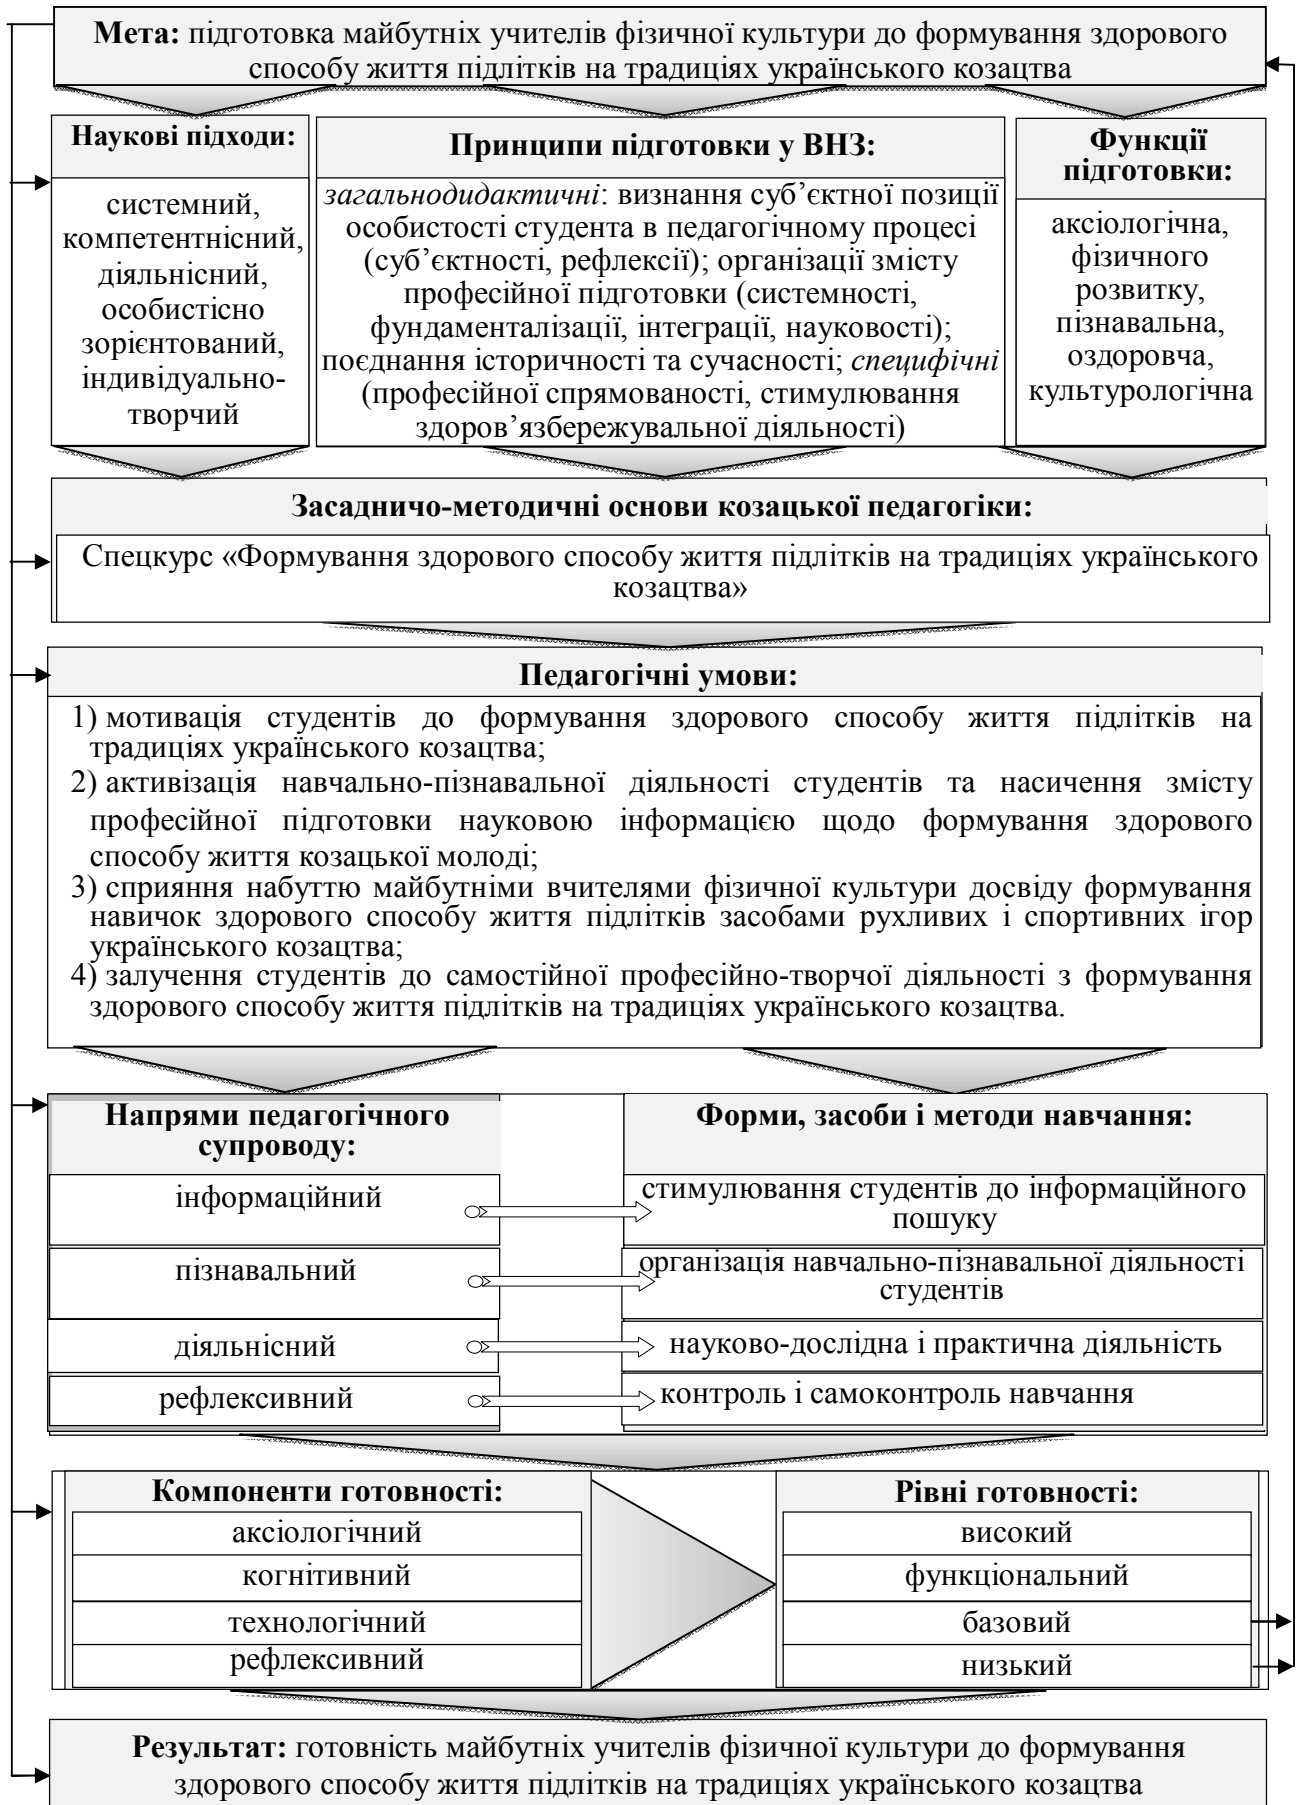 Мета: підготовка майбутніх учителів фізичної культури до формування здорового
способу життя підлітків на традиціях українського козацтва
Наукові підходи:
системний,
компетентнісний,
діяльнісний,
особистісно
зорієнтований,
індивідуально-
творчий
Принципи підготовки у ВНЗ:
загальнодидактичні: визнання суб’єктної позиції
особистості студента в педагогічному процесі
(суб’єктності, рефлексії); організації змісту
професійної підготовки (системності,
фундаменталізації, інтеграції, науковості);
поєднання історичності та сучасності; специфічні
(професійної спрямованості, стимулювання
здоров’язбережувальної діяльності)
Функції
підготовки:
аксіологічна,
фізичного
розвитку,
пізнавальна,
оздоровча,
культурологічна
Засадничо-методичні основи козацької педагогіки:
Спецкурс «Формування здорового способу життя підлітків на традиціях українського
козацтва»
Педагогічні умови:
1) мотивація студентів до формування здорового способу життя підлітків на
традиціях українського козацтва;
2) активізація навчально-пізнавальної діяльності студентів та насичення змісту
професійної підготовки науковою інформацією щодо формування здорового
способу життя козацької молоді;
3) сприяння набуттю майбутніми вчителями фізичної культури досвіду формування
навичок здорового способу життя підлітків засобами рухливих і спортивних ігор
українського козацтва;
4) залучення студентів до самостійної професійно-творчої діяльності з формування
здорового способу життя підлітків на традиціях українського козацтва.
Напрями педагогічного
супроводу:
інформаційний
пізнавальний
діяльнісний
рефлексивний
Форми, засоби і методи навчання:
стимулювання студентів до інформаційного
пошуку
організація навчально-пізнавальної діяльності
студентів
науково-дослідна і практична діяльність
контроль і самоконтроль навчання
Компоненти готовності:
аксіологічний
когнітивний
технологічний
рефлексивний
Рівні готовності:
високий
функціональний
базовий
низький
Результат: готовність майбутніх учителів фізичної культури до формування
здорового способу життя підлітків на традиціях українського козацтва